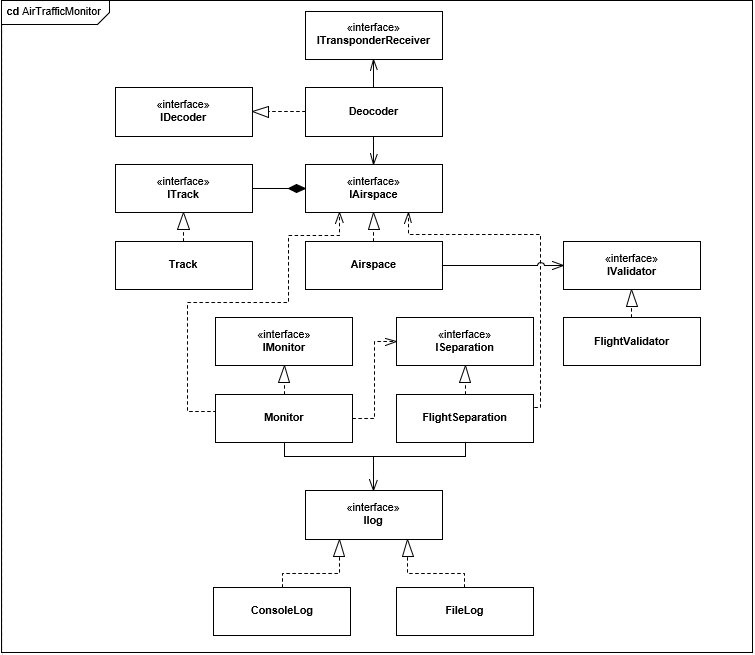 cd AirTrafficMonitor
«interface»
ITransponderReceiver
«interface»
IDecoder
Deocoder
«interface»
ITrack
«interface»
IAirspace
Track
Airspace
«interface»
IValidator
«interface»
IMonitor
«interface»
ISeparation
FlightValidator
Monitor
FlightSeparation
«interface»
Ilog
ConsoleLog
FileLog